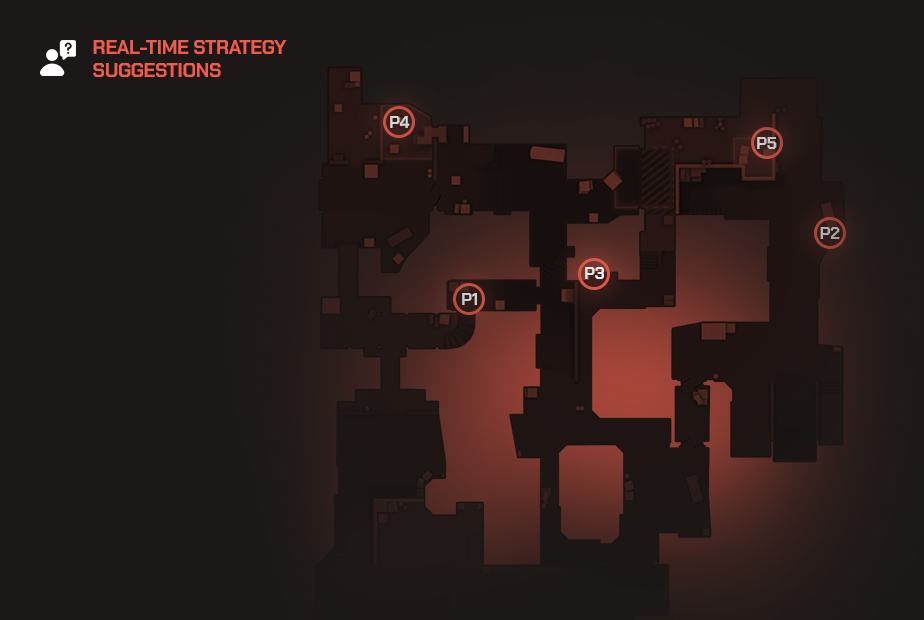 ?
REAL-TIME STRATEGY
SUGGESTIONS
P4
P5
P2
P3
P1